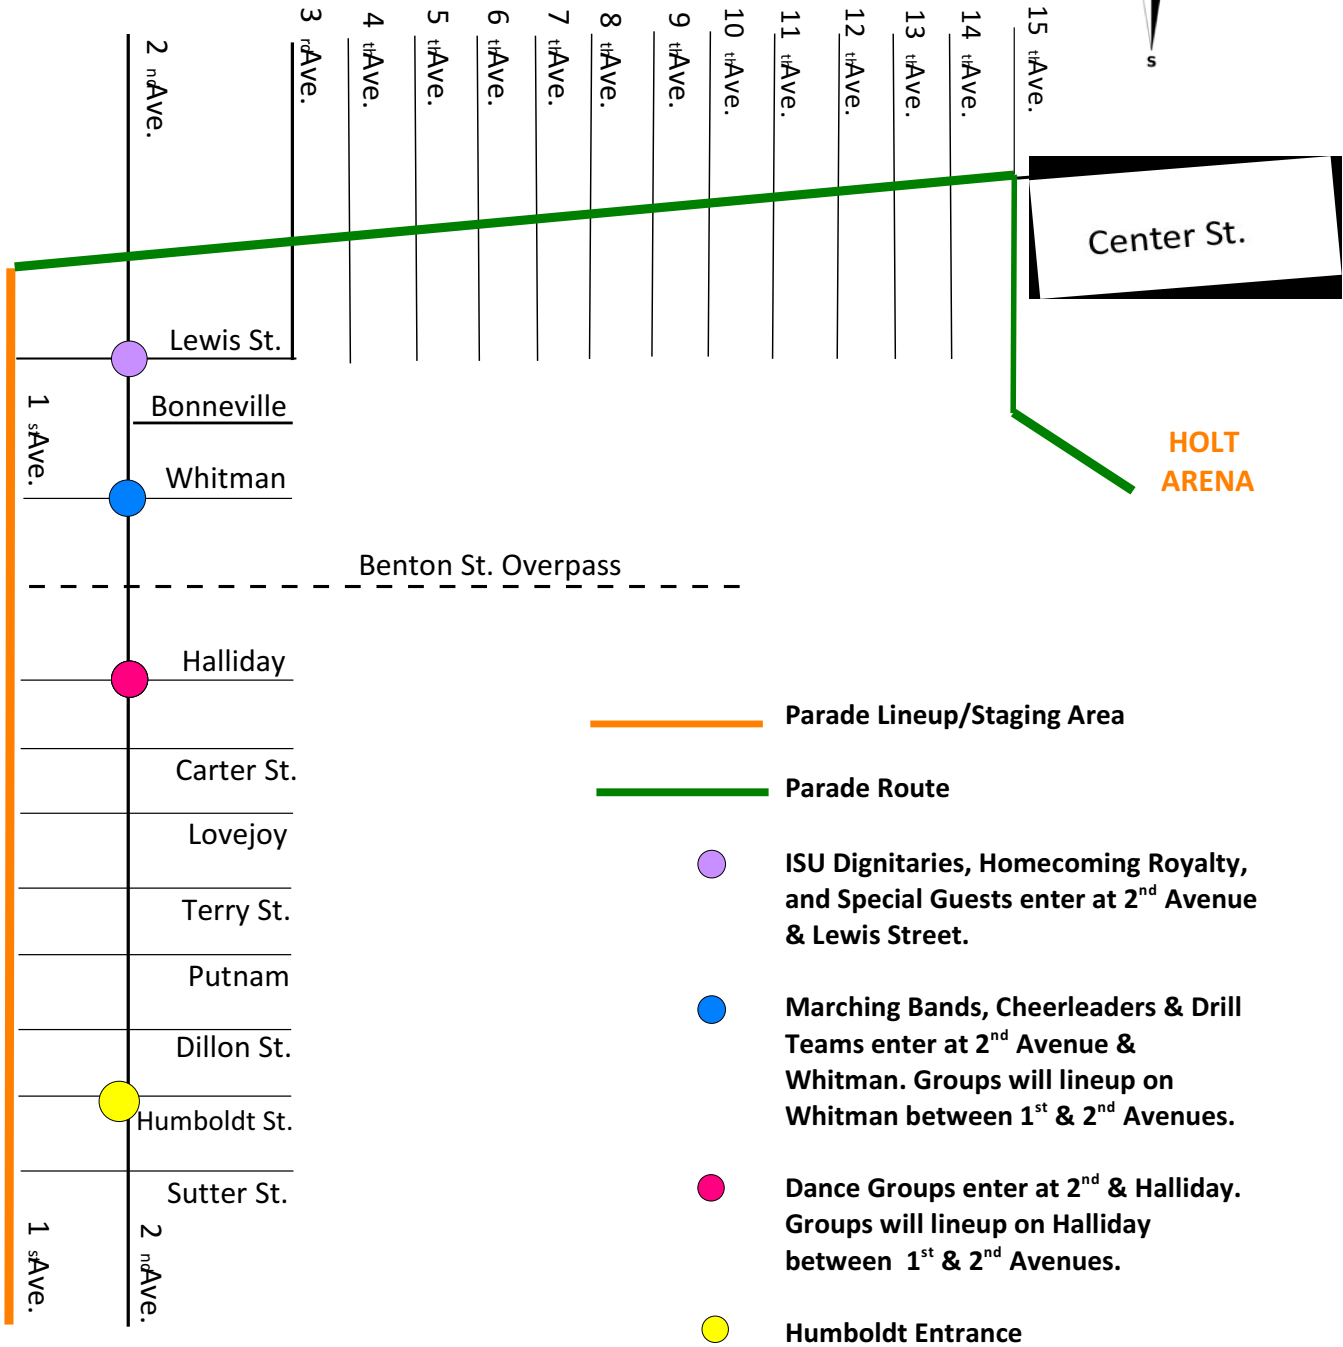 2nd Ave.
3rd Ave.
4th Ave.
5th Ave.
6th Ave.
7th Ave.
8th Ave.
9th Ave.
10th Ave.
11th Ave.
12th Ave.
13th Ave.
14th Ave.
15th Ave.
S
Center St.
Lewis St.
1st Ave.
Bonneville
Whitman
HOLT
ARENA
Benton St. Overpass
Halliday
Carter St.
Lovejoy
Terry St.
Putnam
Dillon St.
Humboldt St.
Sutter St.
1st Ave.
2nd Ave.
Parade Lineup/Staging Area
Parade Route
ISU Dignitaries, Homecoming Royalty,
and Special Guests enter at 2nd Avenue
& Lewis Street.
Marching Bands, Cheerleaders & Drill
Teams enter at 2nd Avenue &
Whitman. Groups will lineup on
Whitman between 1st & 2nd Avenues.
Dance Groups enter at 2nd & Halliday.
Groups will lineup on Halliday
between 1st & 2nd Avenues.
Humboldt Entrance